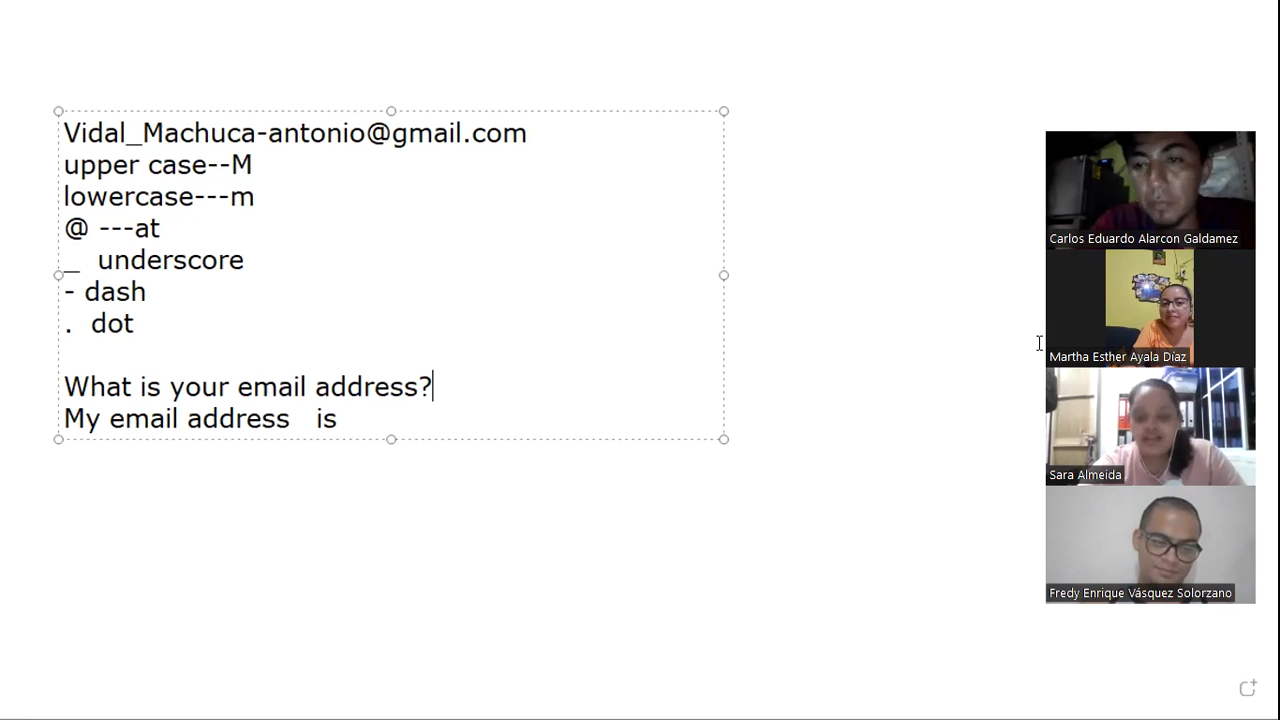 Vidal_Machuca-antonio@gmail.com
upper case--M
lowercase---m
@ ---at
_  underscore
- dash
.  dot
What is your email address?
My email address   is
Carlos Eduardo Alarcon Galdamez
Martha Esther Ayala Díaz
Sara Almeida
Fredy Enrique Vásquez Solorzano